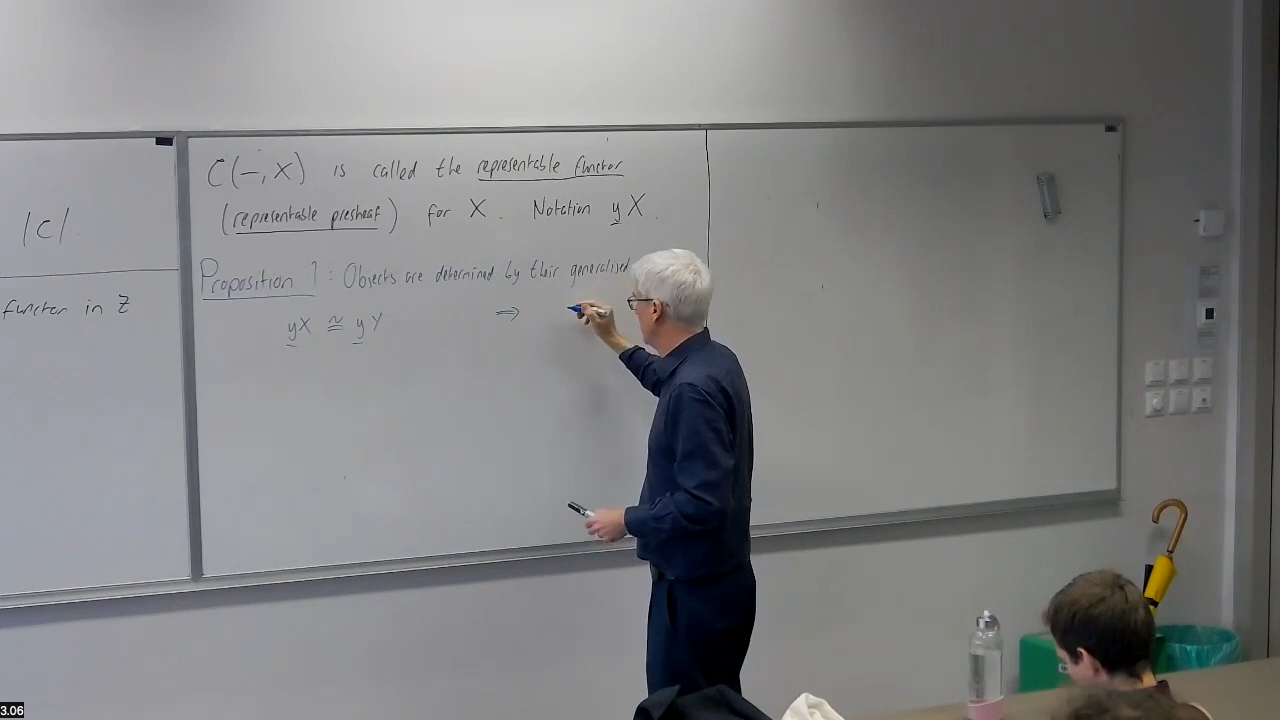 |C|
functor in Z
C(−, X) is called the representable functor
(representable presheaf) for X. Notation y X.
Proposition 1: Objects are determined by their generalised
yX ≅ yY ⇒
3.06